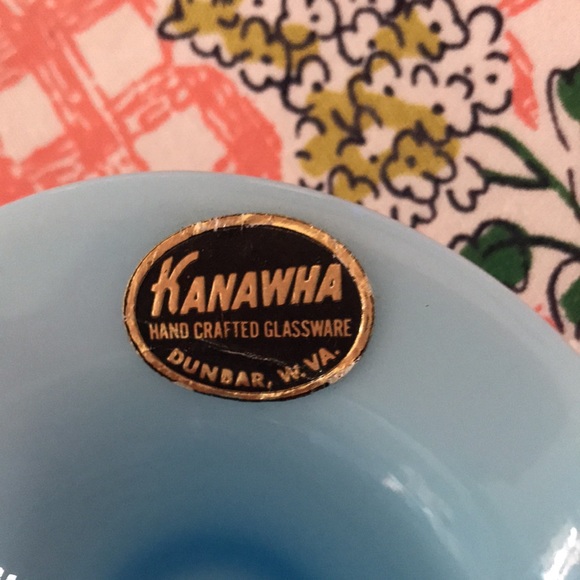 KANAWHA
HAND CRAFTED GLASSWARE
DUNBAR, W. VA.